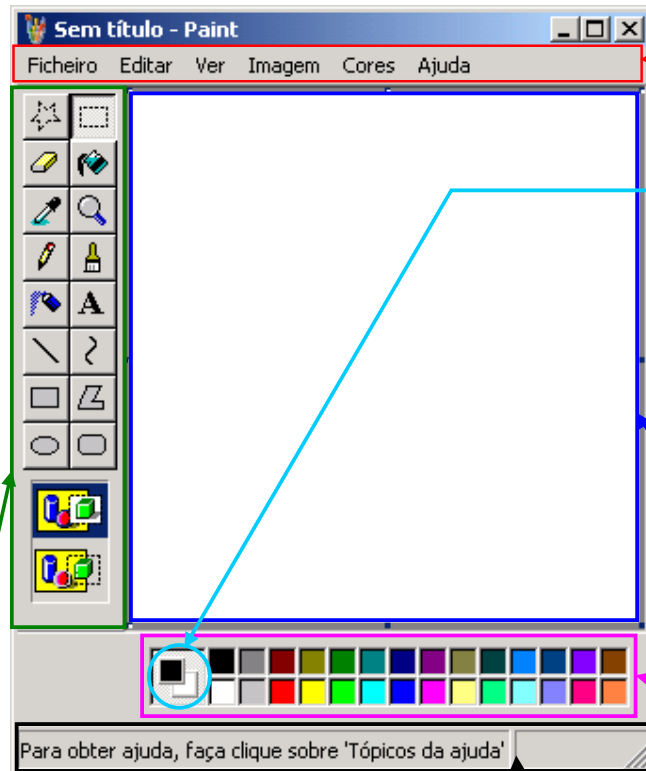 Sem título - Paint
Ficheiro Editar Ver Imagem Cores Ajuda
A
Para obter ajuda, faça clique sobre 'Tópicos da ajuda'